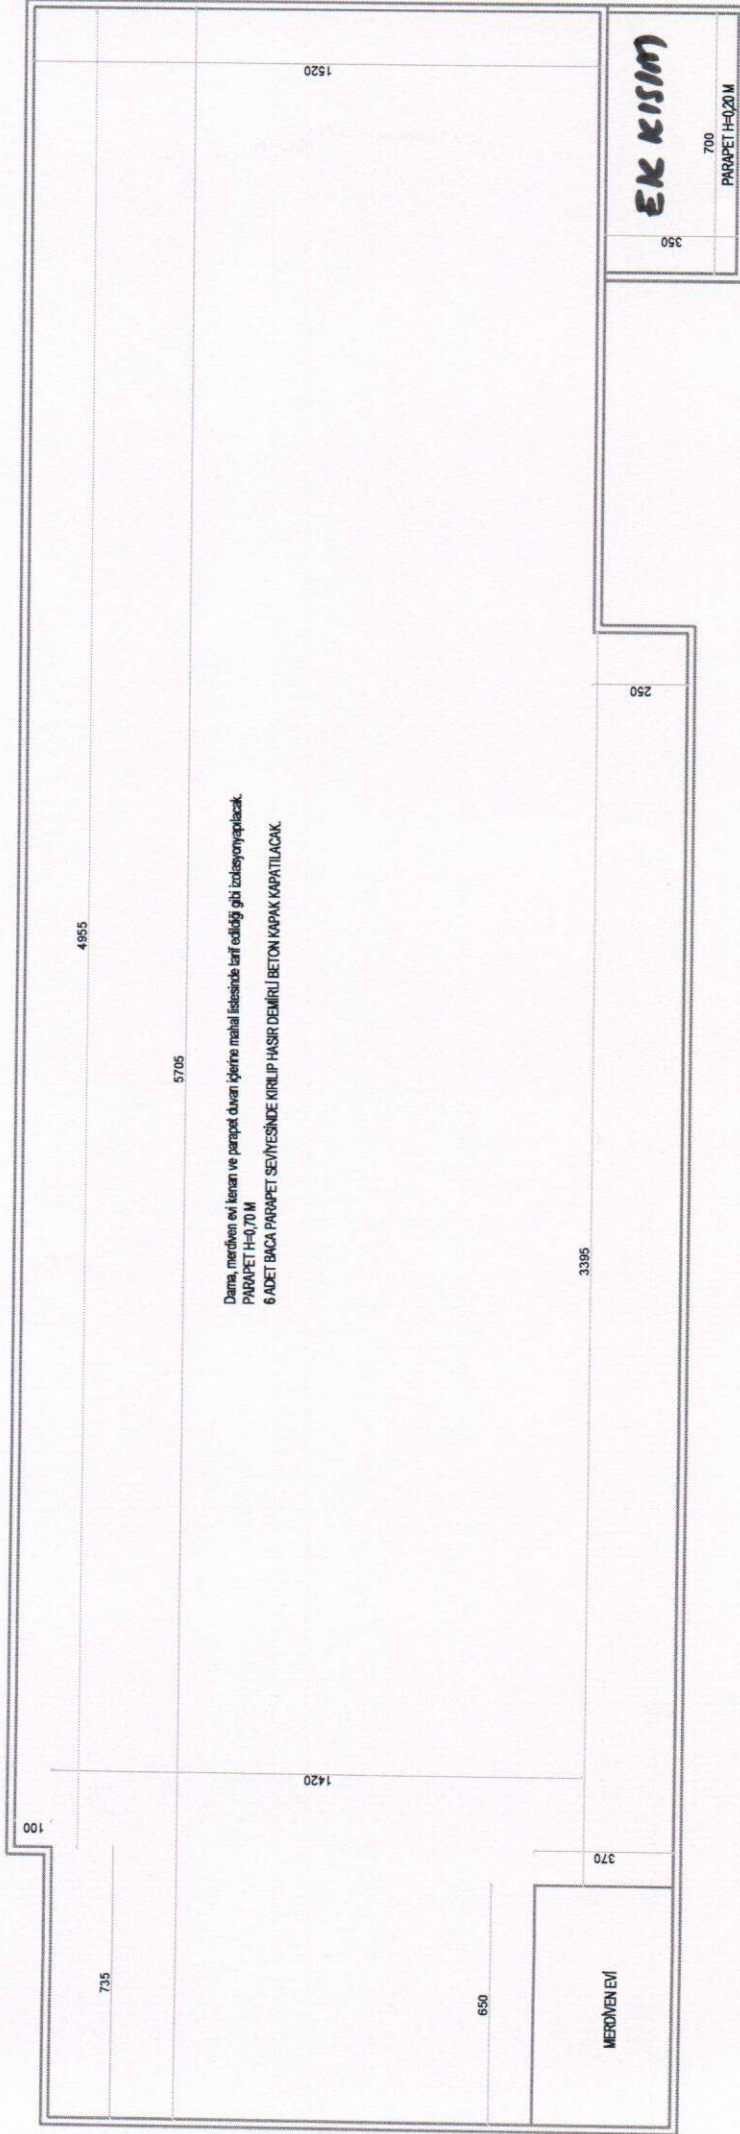 1520
EK KISIM
700
PARAPET H=0,20 M
350
250
4955
5705
Dama, merdiven evi kenarı ve parapet duvarı içlerine mahal listesinde tarif edildiği gibi izolasyonyapılacak.
PARAPET H=0,70 M
6 ADET BACA PARAPET SEVİYESİNDE KIRILIP HASIR DEMİRLİ BETON KAPAK KAPATILACAK.
3395
1420
100
370
735
650
MERDİVEN EVİ